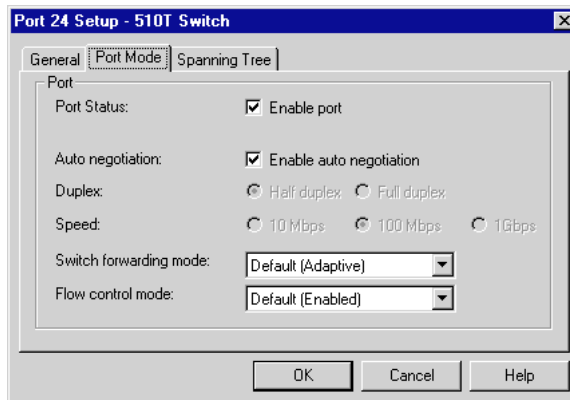 Port 24 Setup - 510T Switch
General Port Mode Spanning Tree
Port
Port Status: Enable port
Auto negotiation: Enable auto negotiation
Duplex: Half duplex Full duplex
Speed: 10 Mbps 100 Mbps 1Gbps
Switch forwarding mode: Default (Adaptive)
Flow control mode: Default (Enabled)
OK Cancel Help